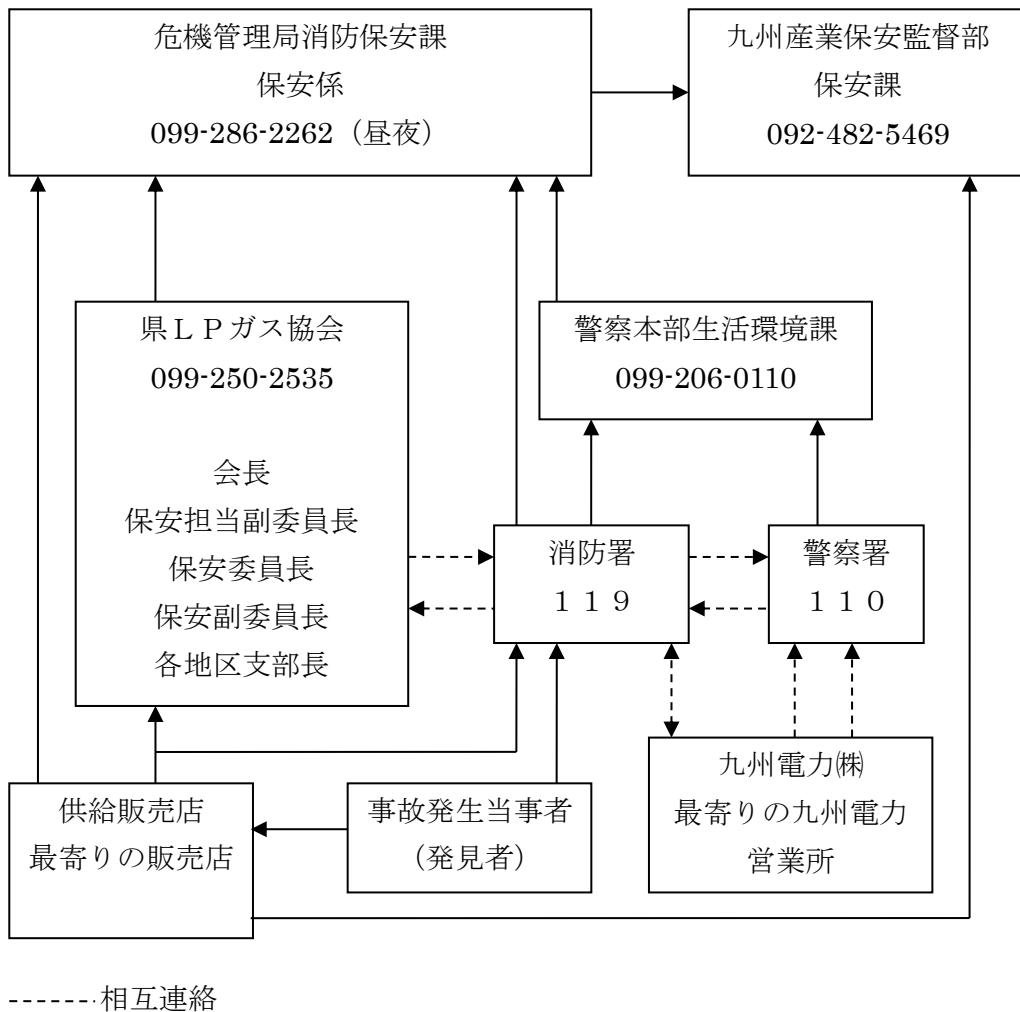 危機管理局消防保安課
保安係
099-286-2262（昼夜）
九州産業保安監督部
保安課
092-482-5469
県ＬＰガス協会
099-250-2535
会長
保安担当副委員長
保安委員長
保安副委員長
各地区支部長
警察本部生活環境課
099-206-0110
消防署
１１９
警察署
１１０
供給販売店
最寄りの販売店
事故発生当事者
（発見者）
九州電力㈱
最寄りの九州電力
営業所
相互連絡